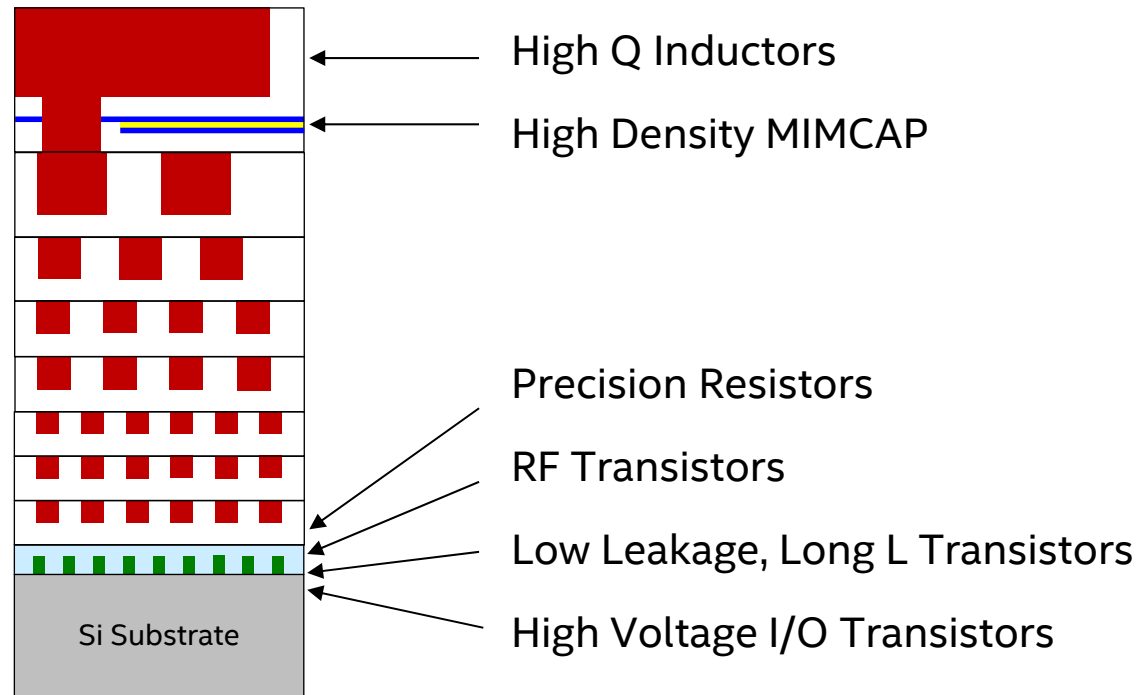 High Q Inductors
High Density MIMCAP
Precision Resistors
RF Transistors
Low Leakage, Long L Transistors
High Voltage I/O Transistors
Si Substrate